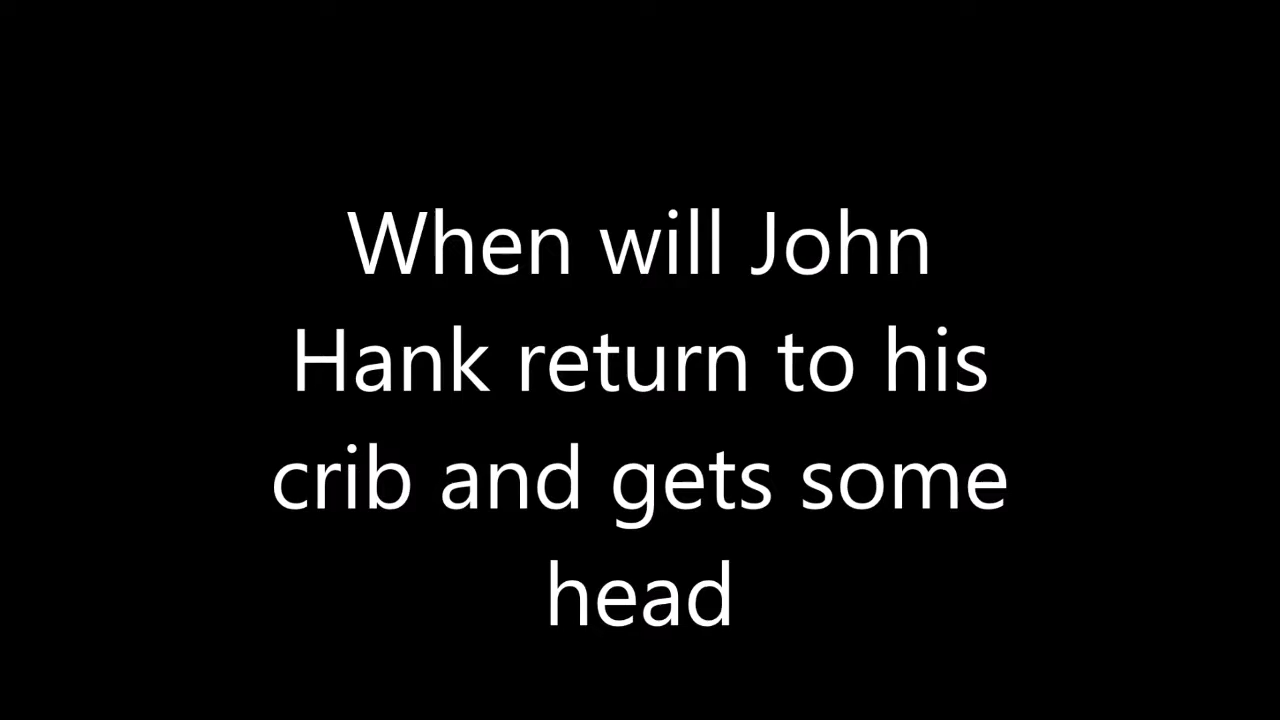 When will John
Hank return to his
crib and gets some
head